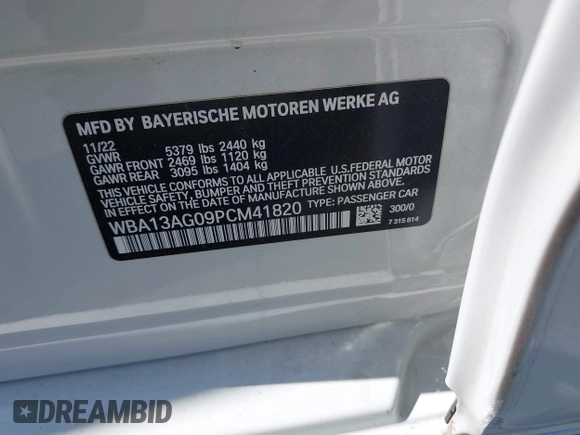 MFD BY BAYERISCHE MOTOREN WERKE AG
11/22
GVWR 5379 lbs 2440 kg
GAWR FRONT 2469 lbs 1120 kg
GAWR REAR 3095 lbs 1404 kg
THIS VEHICLE CONFORMS TO ALL APPLICABLE U.S.FEDERAL MOTOR
VEHICLE SAFETY, BUMPER, AND THEFT PREVENTION STANDARDS
IN EFFECT ON THE DATE OF MANUFACTURE SHOWN ABOVE.
WBA13AG09PCM41820 TYPE: PASSENGER CAR
300/0
7 315 814
DREAMBID